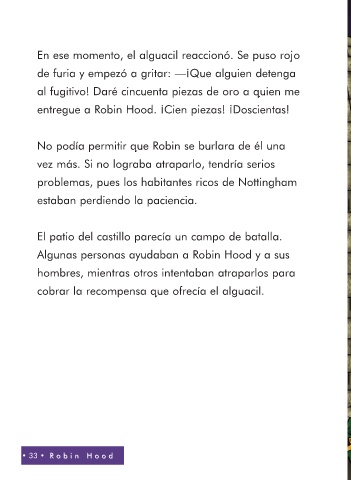 En ese momento, el alguacil reaccionó. Se puso rojo
de furia y empezó a gritar: —¡Que alguien detenga
al fugitivo! Daré cincuenta piezas de oro a quien me
entregue a Robin Hood. ¡Cien piezas! ¡Doscientas!

No podía permitir que Robin se burlara de él una
vez más. Si no lograba atraparlo, tendría serios
problemas, pues los habitantes ricos de Nottingham
estaban perdiendo la paciencia.

El patio del castillo parecía un campo de batalla.
Algunas personas ayudaban a Robin Hood y a sus
hombres, mientras otros intentaban atraparlos para
cobrar la recompensa que ofrecía el alguacil.

• 33 • Robin Hood